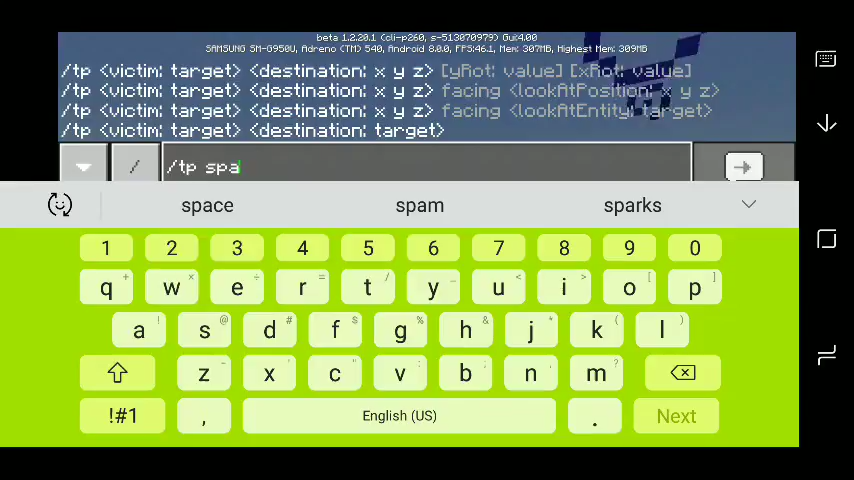 beta 1.2.20.1 (cli-p260, s-513070979) Gui:4.00
SAMSUNG SM-G950U, Adreno (TM) 540, Android 8.0.0, FPS:46.1, Mem: 307MB, Highest Mem: 309MB
/tp <victim: target> <destination: x y z> [yRot: value] [xRot: value]
/tp <victim: target> <destination: x y z> facing <lookAtPosition: x y z>
/tp <victim: target> <destination: x y z> facing <lookAtEntity: target>
/tp <victim: target> <destination: target>
/ /tp spa
space spam sparks
1 2 3 4 5 6 7 8 9 0
q + w × e ÷ r = t / y _ u < i > o [ p ]
a ! s @ d # f $ g % h & j * k ( l )
z - x ' c " v : b ; n , m ?
!#1 , English (US) . Next